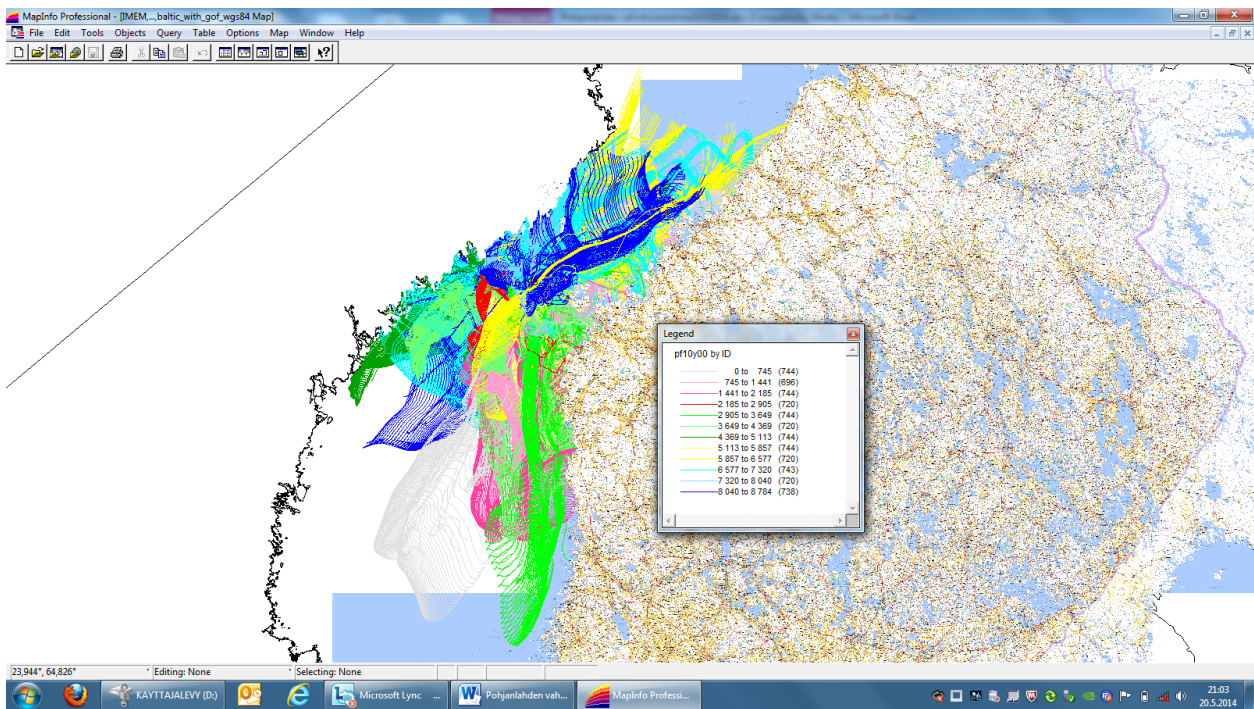 MapInfo Professional - [IMEM,...,baltic_with_gof_wgs84 Map]
File Edit Tools Objects Query Table Options Map Window Help
Legend
pf10y00 by ID
0 to 745 (744)
745 to 1 441 (696)
1 441 to 2 185 (744)
2 185 to 2 905 (720)
2 905 to 3 649 (744)
3 649 to 4 369 (720)
4 369 to 5 113 (744)
5 113 to 5 857 (744)
5 857 to 6 577 (720)
6 577 to 7 320 (743)
7 320 to 8 040 (720)
8 040 to 8 784 (738)
23,944°, 64,826° Editing: None Selecting: None
KAYTTAJALEVY (D:) Microsoft Lync ... Pohjanlahden vah... MapInfo Professi...
21:03
20.5.2014